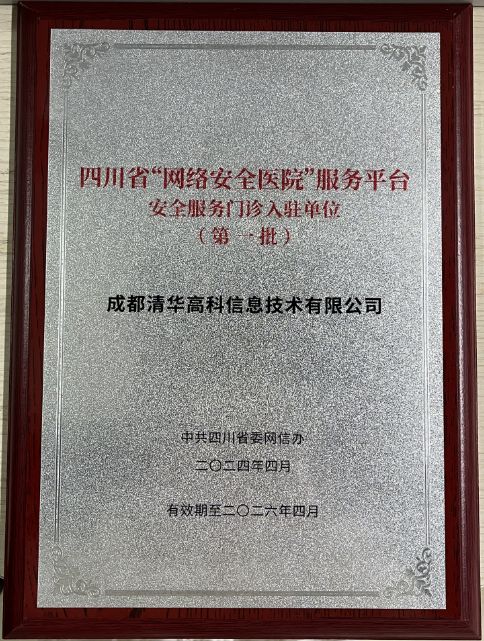 四川省“网络安全医院”服务平台
安全服务门诊入驻单位
（第一批）
成都清华高科信息技术有限公司
中共四川省委网信办
二〇二四年四月
有效期至二〇二六年四月